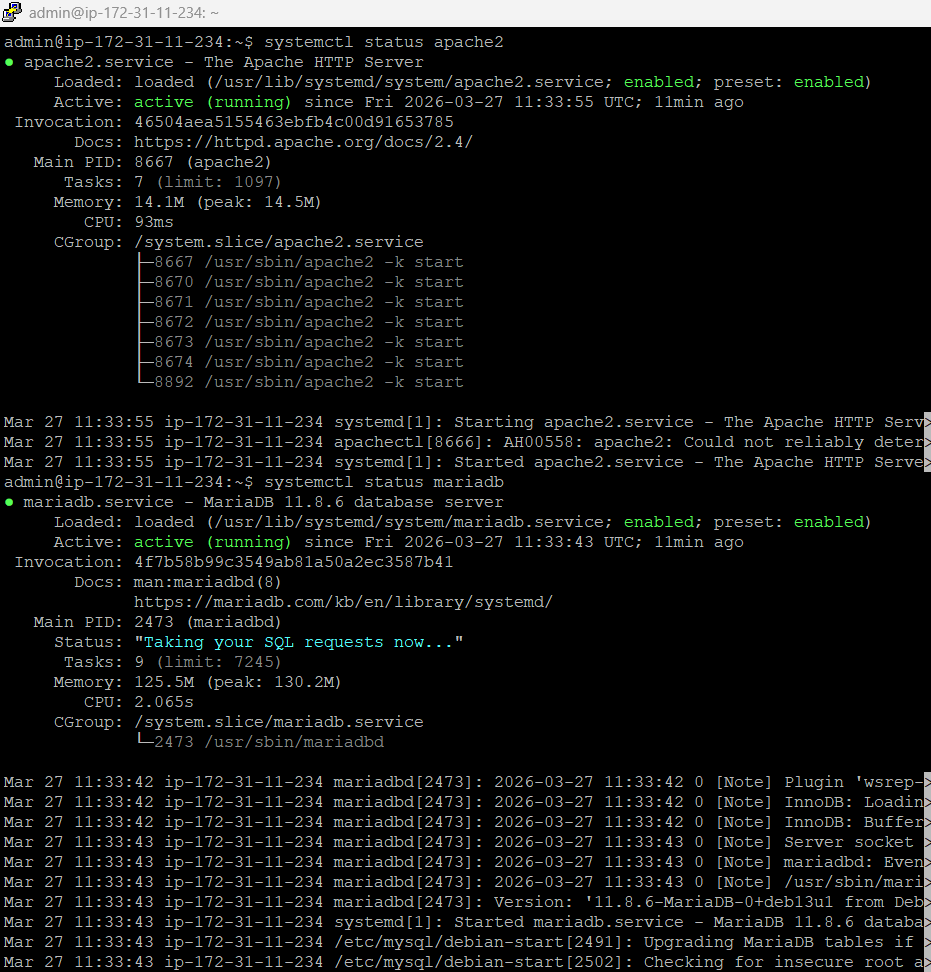 admin@ip-172-31-11-234: ~
admin@ip-172-31-11-234:~$ systemctl status apache2
● apache2.service - The Apache HTTP Server
     Loaded: loaded (/usr/lib/systemd/system/apache2.service; enabled; preset: enabled)
     Active: active (running) since Fri 2026-03-27 11:33:55 UTC; 11min ago
 Invocation: 46504aea5155463ebfb4c00d91653785
       Docs: https://httpd.apache.org/docs/2.4/
   Main PID: 8667 (apache2)
      Tasks: 7 (limit: 1097)
     Memory: 14.1M (peak: 14.5M)
        CPU: 93ms
     CGroup: /system.slice/apache2.service
             ├─8667 /usr/sbin/apache2 -k start
             ├─8670 /usr/sbin/apache2 -k start
             ├─8671 /usr/sbin/apache2 -k start
             ├─8672 /usr/sbin/apache2 -k start
             ├─8673 /usr/sbin/apache2 -k start
             ├─8674 /usr/sbin/apache2 -k start
             └─8892 /usr/sbin/apache2 -k start

Mar 27 11:33:55 ip-172-31-11-234 systemd[1]: Starting apache2.service - The Apache HTTP Serv>
Mar 27 11:33:55 ip-172-31-11-234 apachectl[8666]: AH00558: apache2: Could not reliably deter>
Mar 27 11:33:55 ip-172-31-11-234 systemd[1]: Started apache2.service - The Apache HTTP Serve>
admin@ip-172-31-11-234:~$ systemctl status mariadb
● mariadb.service - MariaDB 11.8.6 database server
     Loaded: loaded (/usr/lib/systemd/system/mariadb.service; enabled; preset: enabled)
     Active: active (running) since Fri 2026-03-27 11:33:43 UTC; 11min ago
 Invocation: 4f7b58b99c3549ab81a50a2ec3587b41
       Docs: man:mariadbd(8)
             https://mariadb.com/kb/en/library/systemd/
   Main PID: 2473 (mariadbd)
     Status: "Taking your SQL requests now..."
      Tasks: 9 (limit: 7245)
     Memory: 125.5M (peak: 130.2M)
        CPU: 2.065s
     CGroup: /system.slice/mariadb.service
             └─2473 /usr/sbin/mariadbd

Mar 27 11:33:42 ip-172-31-11-234 mariadbd[2473]: 2026-03-27 11:33:42 0 [Note] Plugin 'wsrep->
Mar 27 11:33:42 ip-172-31-11-234 mariadbd[2473]: 2026-03-27 11:33:42 0 [Note] InnoDB: Loadin>
Mar 27 11:33:42 ip-172-31-11-234 mariadbd[2473]: 2026-03-27 11:33:42 0 [Note] InnoDB: Buffer>
Mar 27 11:33:43 ip-172-31-11-234 mariadbd[2473]: 2026-03-27 11:33:43 0 [Note] Server socket >
Mar 27 11:33:43 ip-172-31-11-234 mariadbd[2473]: 2026-03-27 11:33:43 0 [Note] mariadbd: Even>
Mar 27 11:33:43 ip-172-31-11-234 mariadbd[2473]: 2026-03-27 11:33:43 0 [Note] /usr/sbin/mari>
Mar 27 11:33:43 ip-172-31-11-234 mariadbd[2473]: Version: '11.8.6-MariaDB-0+deb13u1 from Deb>
Mar 27 11:33:43 ip-172-31-11-234 systemd[1]: Started mariadb.service - MariaDB 11.8.6 databa>
Mar 27 11:33:43 ip-172-31-11-234 /etc/mysql/debian-start[2491]: Upgrading MariaDB tables if >
Mar 27 11:33:43 ip-172-31-11-234 /etc/mysql/debian-start[2502]: Checking for insecure root a>